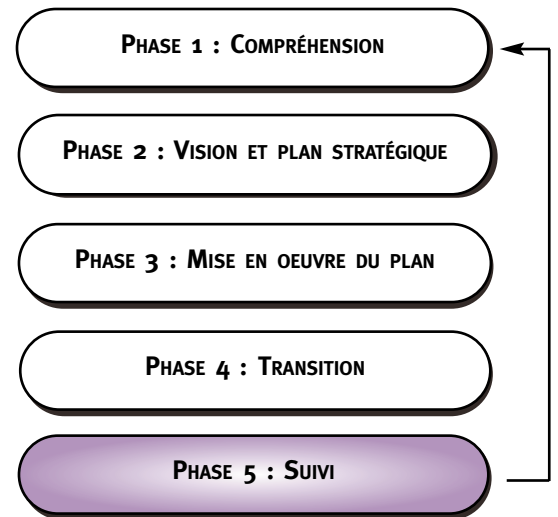 Phase 1 : Compréhension
Phase 2 : Vision et plan stratégique
Phase 3 : Mise en oeuvre du plan
Phase 4 : Transition
Phase 5 : Suivi